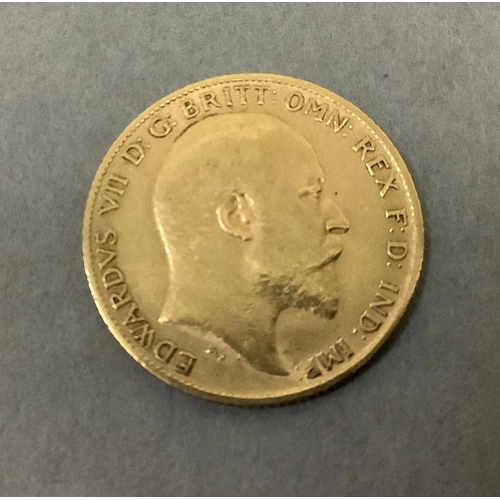 EDWARDVS VII D: G: BRITT: OMN: REX F: D: IND: IMP: